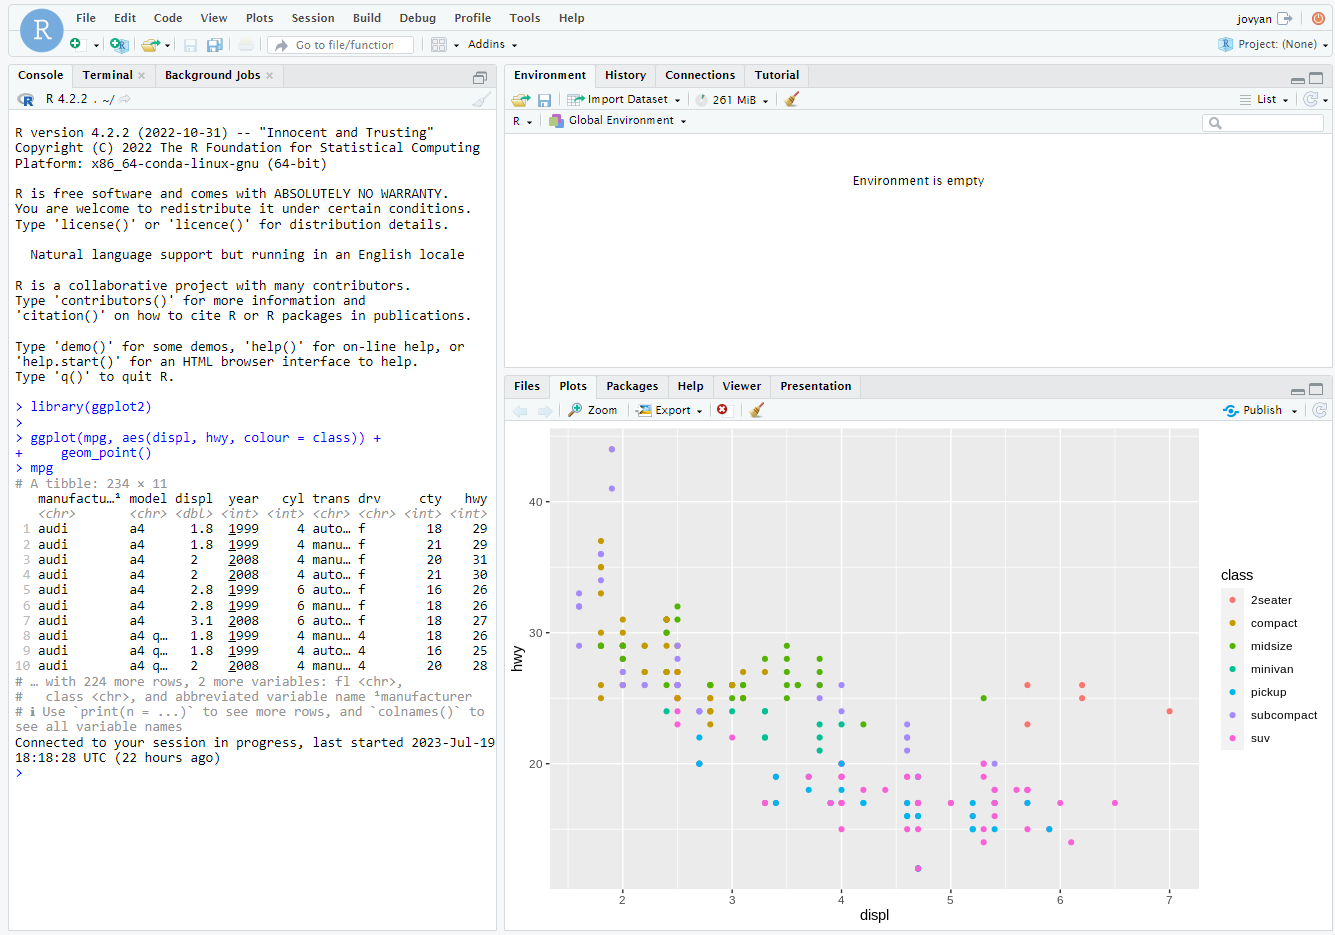 R
File Edit Code View Plots Session Build Debug Profile Tools Help
jovyan
Go to file/function
Addins
Project: (None)
Console Terminal Background Jobs
R 4.2.2 . ~/
R version 4.2.2 (2022-10-31) -- "Innocent and Trusting"
Copyright (C) 2022 The R Foundation for Statistical Computing
Platform: x86_64-conda-linux-gnu (64-bit)
R is free software and comes with ABSOLUTELY NO WARRANTY.
You are welcome to redistribute it under certain conditions.
Type 'license()' or 'licence()' for distribution details.
Natural language support but running in an English locale
R is a collaborative project with many contributors.
Type 'contributors()' for more information and
'citation()' on how to cite R or R packages in publications.
Type 'demo()' for some demos, 'help()' for on-line help, or
'help.start()' for an HTML browser interface to help.
Type 'q()' to quit R.
> library(ggplot2)
>
> ggplot(mpg, aes(displ, hwy, colour = class)) +
+     geom_point()
> mpg
# A tibble: 234 × 11
manufactu…¹ model displ year cyl trans drv cty hwy
<chr> <chr> <dbl> <int> <int> <chr> <chr> <int> <int>
1 audi a4 1.8 1999 4 auto… f 18 29
2 audi a4 1.8 1999 4 manu… f 21 29
3 audi a4 2 2008 4 manu… f 20 31
4 audi a4 2 2008 4 auto… f 21 30
5 audi a4 2.8 1999 6 auto… f 16 26
6 audi a4 2.8 1999 6 manu… f 18 26
7 audi a4 3.1 2008 6 auto… f 18 27
8 audi a4 q… 1.8 1999 4 manu… 4 18 26
9 audi a4 q… 1.8 1999 4 auto… 4 16 25
10 audi a4 q… 2 2008 4 manu… 4 20 28
# … with 224 more rows, 2 more variables: fl <chr>,
#   class <chr>, and abbreviated variable name ¹manufacturer
# ℹ Use `print(n = ...)` to see more rows, and `colnames()` to
see all variable names
Connected to your session in progress, last started 2023-Jul-19
18:18:28 UTC (22 hours ago)
>
Environment History Connections Tutorial
Import Dataset 261 MiB List
R Global Environment
Environment is empty
Files Plots Packages Help Viewer Presentation
Zoom Export Publish
40
30
20
hwy
2 3 4 5 6 7
displ
class
2seater
compact
midsize
minivan
pickup
subcompact
suv